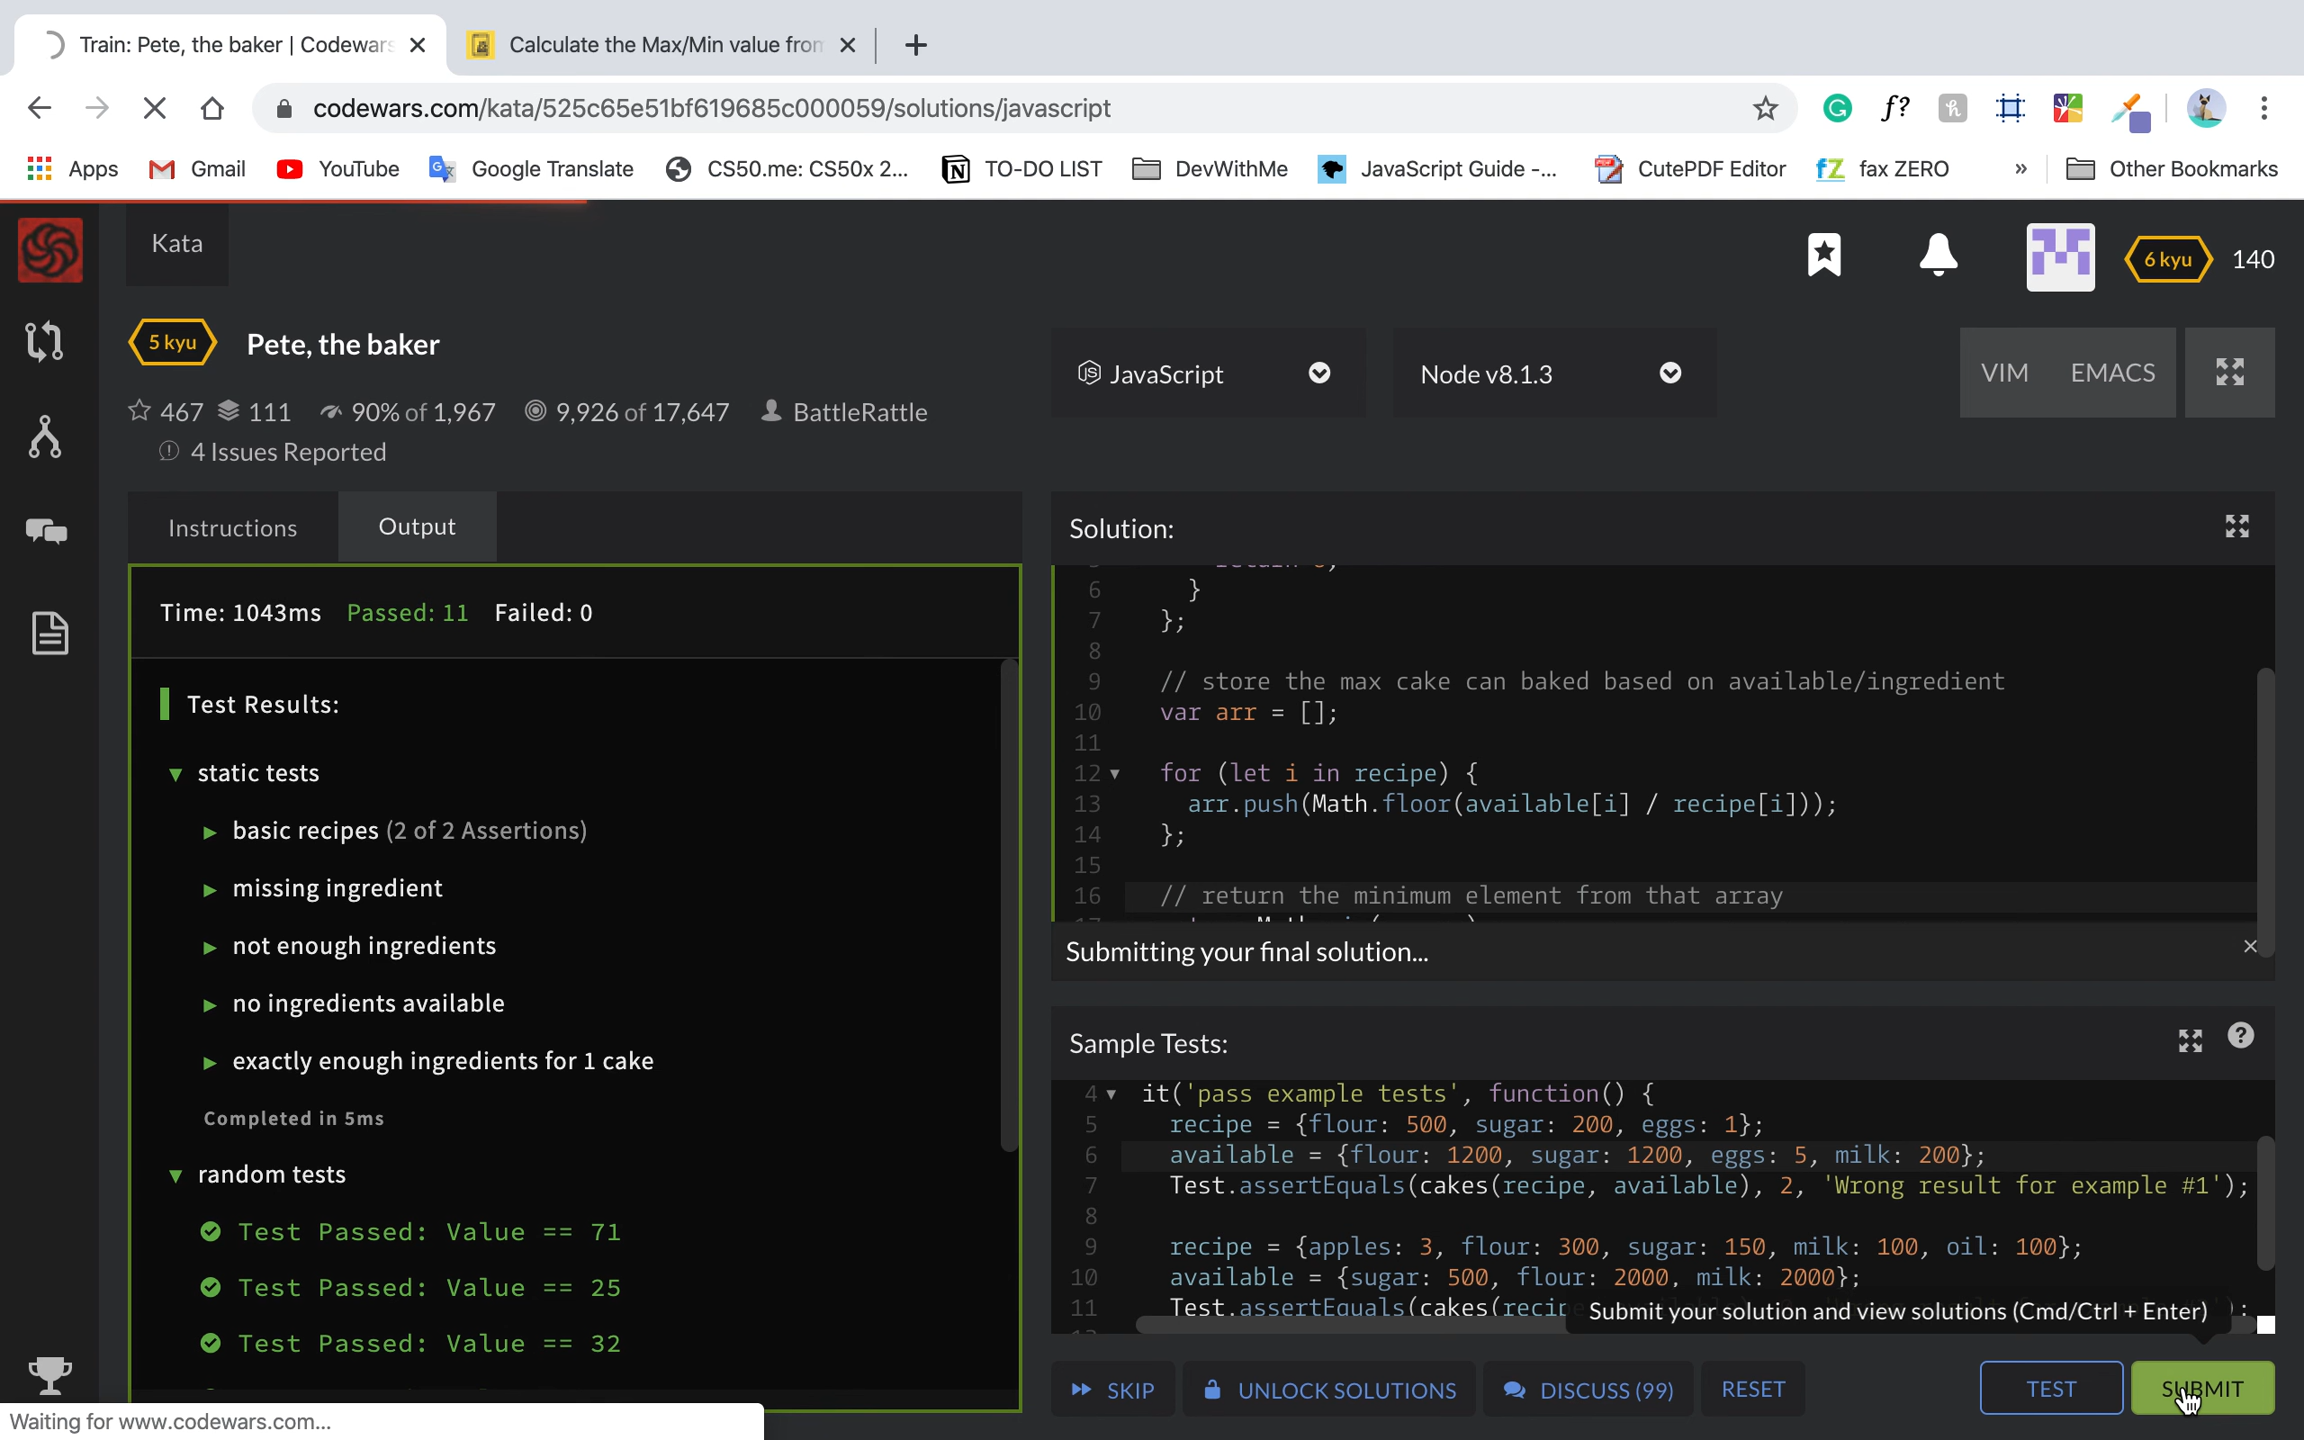 Train: Pete, the baker | Codewars
Calculate the Max/Min value from
codewars.com/kata/525c65e51bf619685c000059/solutions/javascript
f?
Apps
Gmail
YouTube
Google Translate
CS50.me: CS50x 2...
TO-DO LIST
DevWithMe
JavaScript Guide -...
CutePDF Editor
fax ZERO
»
Other Bookmarks
Kata
6 kyu
140
5 kyu
Pete, the baker
JavaScript
Node v8.1.3
VIM
EMACS
467
111
90% of 1,967
9,926 of 17,647
BattleRattle
4 Issues Reported
Instructions
Output
Time: 1043ms Passed: 11 Failed: 0
Test Results:
▼ static tests
► basic recipes (2 of 2 Assertions)
► missing ingredient
► not enough ingredients
► no ingredients available
► exactly enough ingredients for 1 cake
Completed in 5ms
▼ random tests
Test Passed: Value == 71
Test Passed: Value == 25
Test Passed: Value == 32
Solution:
6 }
7 };
8
9 // store the max cake can baked based on available/ingredient
10 var arr = [];
11
12 for (let i in recipe) {
13 arr.push(Math.floor(available[i] / recipe[i]));
14 };
15
16 // return the minimum element from that array
Submitting your final solution...
Sample Tests:
4 it('pass example tests', function() {
5 recipe = {flour: 500, sugar: 200, eggs: 1};
6 available = {flour: 1200, sugar: 1200, eggs: 5, milk: 200};
7 Test.assertEquals(cakes(recipe, available), 2, 'Wrong result for example #1');
8
9 recipe = {apples: 3, flour: 300, sugar: 150, milk: 100, oil: 100};
10 available = {sugar: 500, flour: 2000, milk: 2000};
11 Test.assertEquals(cakes(recip
Submit your solution and view solutions (Cmd/Ctrl + Enter)
SKIP
UNLOCK SOLUTIONS
DISCUSS (99)
RESET
TEST
SUBMIT
Waiting for www.codewars.com...